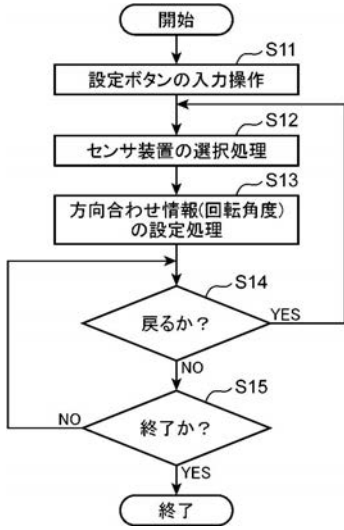 開始
S11
設定ボタンの入力操作
S12
センサ装置の選択処理
S13
方向合わせ情報(回転角度)
の設定処理
S14
戻るか?
YES
NO
S15
NO
終了か?
YES
終了